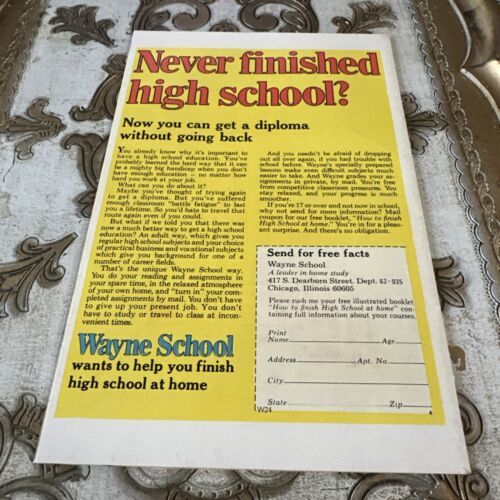 Never finished
high school?
Now you can get a diploma
without going back
You already know why it's important to
have a high school education. You've
probably learned the hard way that it can
be a mighty big handicap when you don't
have enough education – no matter how
hard you work at your job.
What can you do about it?
Maybe you've thought of trying again
to get a diploma. But you've suffered
enough classroom "battle fatigue" to last
you a lifetime. So you'd hate to travel that
route again even if you could.
But what if we told you that there was
now a much better way to get a high school
education? An adult way, which gives you
regular high school subjects and your choice
of practical business and vocational subjects
which give you background for one of a
number of career fields.
That's the unique Wayne School way.
You do your reading and assignments in
your spare time, in the relaxed atmosphere
of your own home, and "turn in" your com-
pleted assignments by mail. You don't have
to give up your present job. You don't
have to study or travel to class at incon-
venient times.
And you needn't be afraid of dropping
out all over again, if you had trouble with
school before. Wayne's specially prepared
lessons make even difficult subjects much
easier to take. And Wayne grades your as-
signments in private, by mail. You're free
from competitive classroom pressures. You
stay relaxed, and your progress is much
smoother.
If you're 17 or over and not now in school,
why not send for more information? Mail
coupon for our free booklet, "How to finish
High School at home." You're in for a pleas-
ant surprise. And there's no obligation.
Wayne School
wants to help you finish
high school at home
Send for free facts
Wayne School
A leader in home study
417 S. Dearborn Street, Dept. 62-035
Chicago, Illinois 60605
Please rush me your free illustrated booklet
"How to finish High School at home" con-
taining full information about your courses.
Print
Name Age
Address Apt. No.
City
State Zip
W24 4